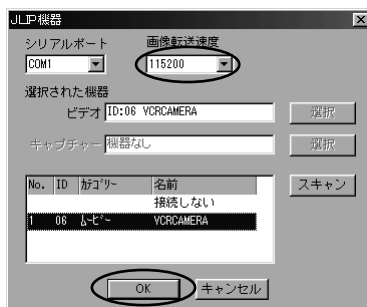 JLIP機器
シリアルポート 画像転送速度
COM1 115200
選択された機器
ビデオ ID:06 VCRCAMERA 選択
キャプチャー 機器なし 選択
No. ID ｶﾃｺﾞﾘｰ 名前 スキャン
接続しない
1 06 ﾑｰﾋﾞｰ VCRCAMERA
OK キャンセル